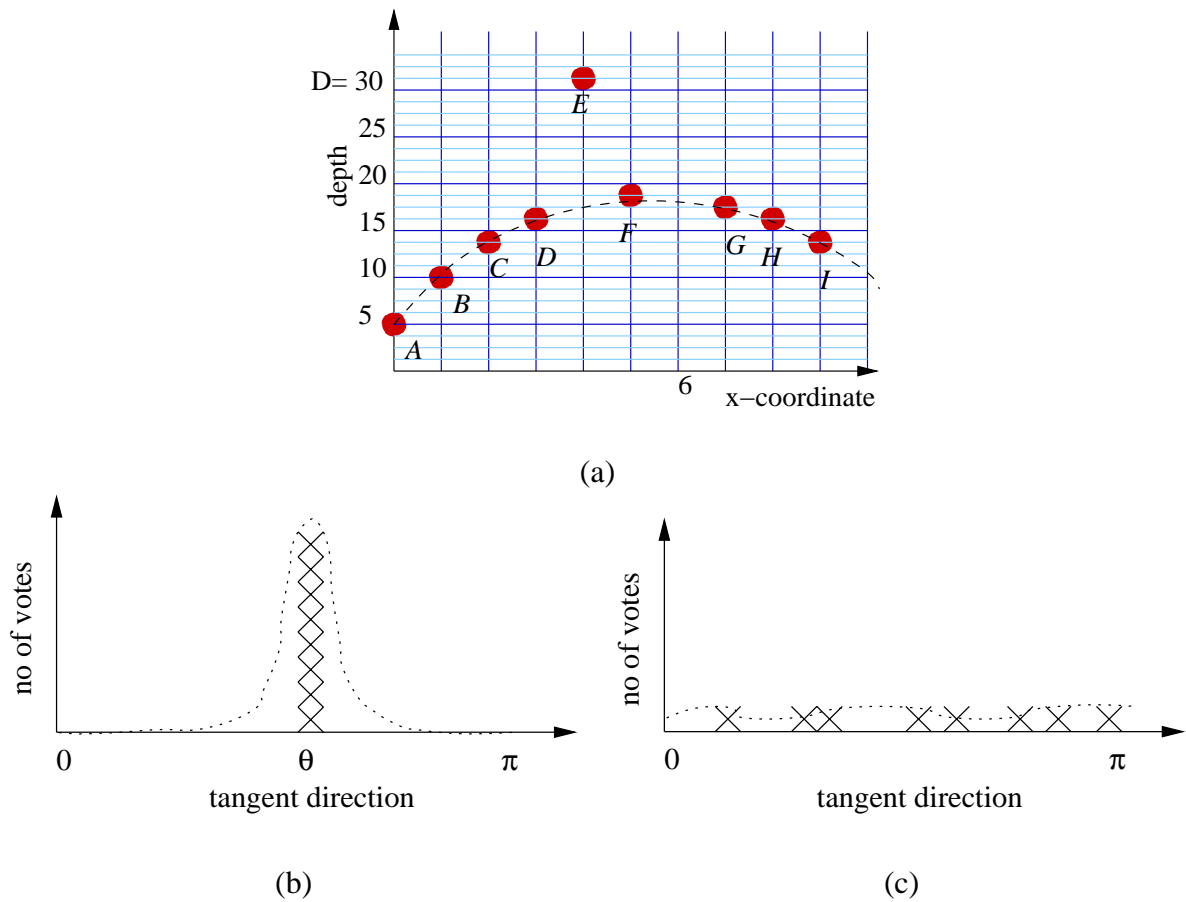 D= 30
E
25
depth
20
15
F
G
H
D
C
10
I
B
5
A
6
x−coordinate
(a)
no of votes
0
θ
π
tangent direction
(b)
no of votes
0
π
tangent direction
(c)